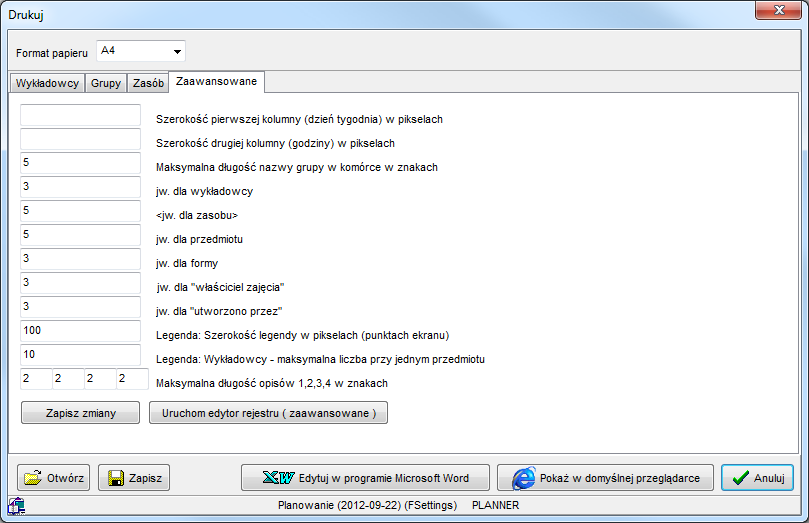 Drukuj
Format papieru A4
Wykładowcy Grupy Zasób Zaawansowane
Szerokość pierwszej kolumny (dzień tygodnia) w pikselach
Szerokość drugiej kolumny (godziny) w pikselach
5 Maksymalna długość nazwy grupy w komórce w znakach
3 jw. dla wykładowcy
5 <jw. dla zasobu>
5 jw. dla przedmiotu
3 jw. dla formy
3 jw. dla "właściciel zajęcia"
3 jw. dla "utworzono przez"
100 Legenda: Szerokość legendy w pikselach (punktach ekranu)
10 Legenda: Wykładowcy - maksymalna liczba przy jednym przedmiotu
2 2 2 2 Maksymalna długość opisów 1,2,3,4 w znakach
Zapisz zmiany Uruchom edytor rejestru ( zaawansowane )
Otwórz Zapisz Edytuj w programie Microsoft Word Pokaż w domyślnej przeglądarce Anuluj
Planowanie (2012-09-22) (FSettings) PLANNER